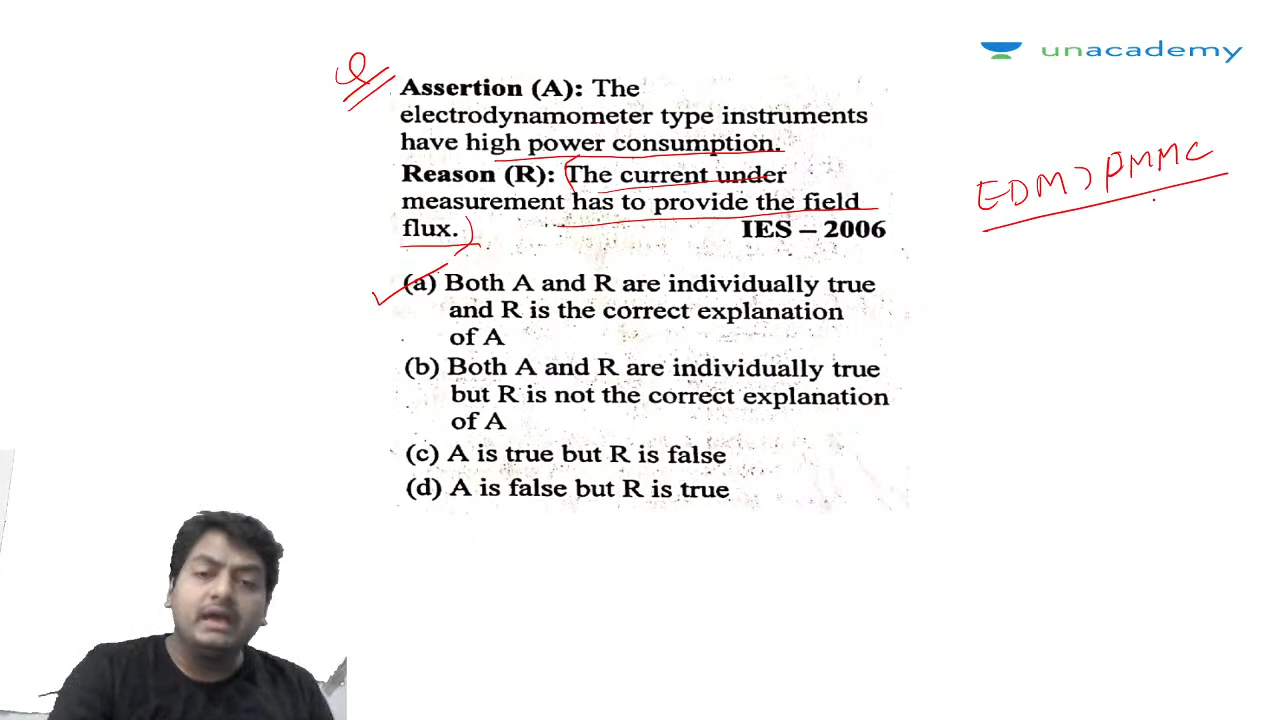 unacademy
Q
Assertion (A): The
electrodynamometer type instruments
have high power consumption.
Reason (R): The current under
measurement has to provide the field
flux.
IES – 2006
EDM > PMMC
(a) Both A and R are individually true
and R is the correct explanation
of A
(b) Both A and R are individually true
but R is not the correct explanation
of A
(c) A is true but R is false
(d) A is false but R is true